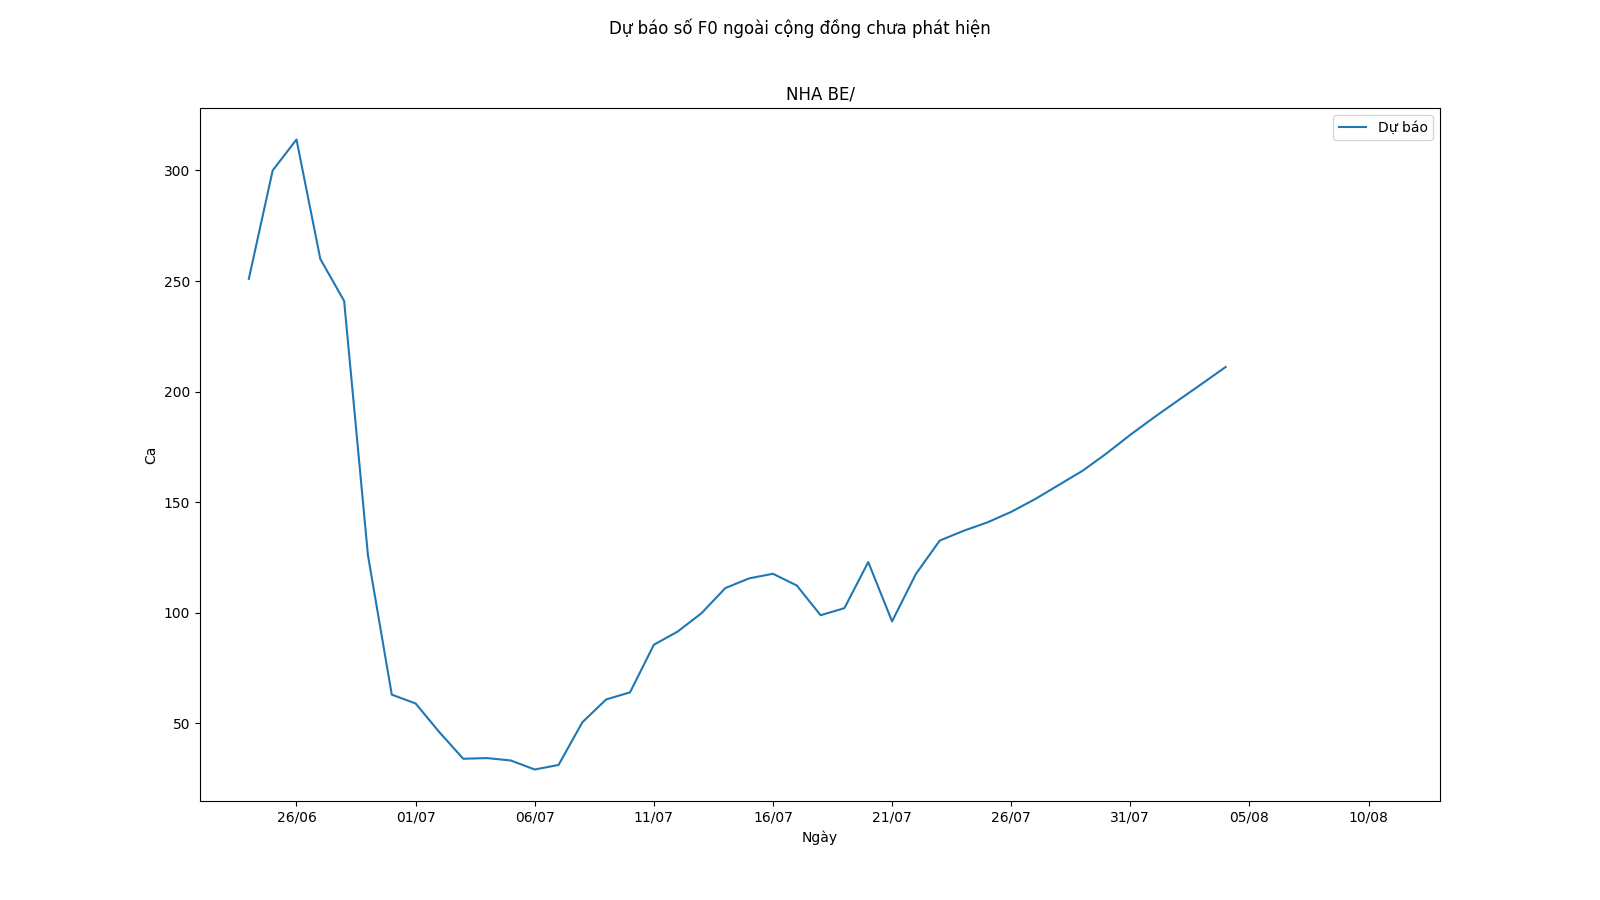 Dự báo số F0 ngoài cộng đồng chưa phát hiện
NHA BE/
Dự báo
300
250
200
150
100
50
Ca
26/06 01/07 06/07 11/07 16/07 21/07 26/07 31/07 05/08 10/08
Ngày